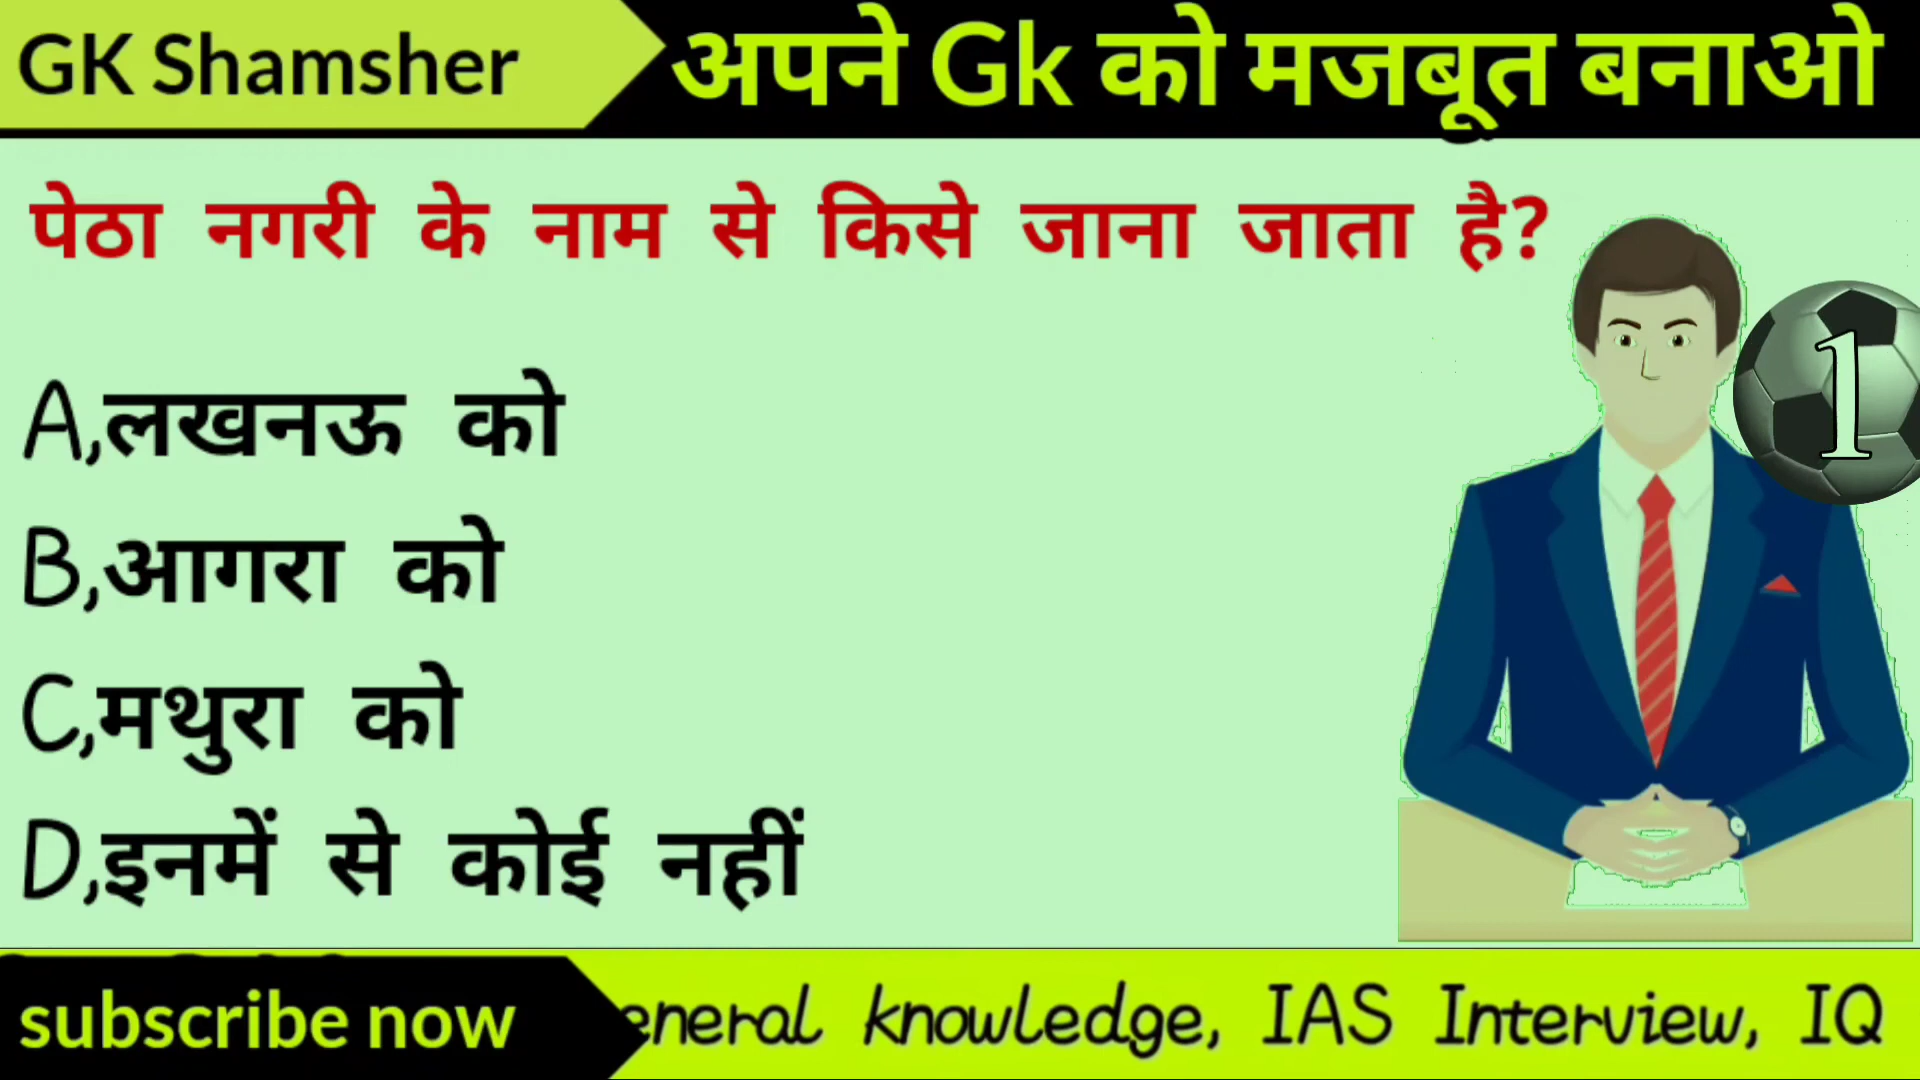 GK Shamsher
अपने Gk को मजबूत बनाओ
पेठा नगरी के नाम से किसे जाना जाता है?
1
A,लखनऊ को
B,आगरा को
C,मथुरा को
D,इनमें से कोई नहीं
subscribe now
eneral knowledge, IAS Interview, IQ